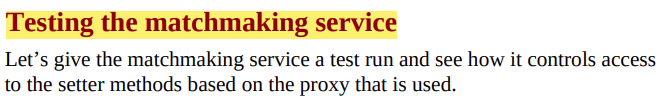 Testing the matchmaking service
Let’s give the matchmaking service a test run and see how it controls access
to the setter methods based on the proxy that is used.